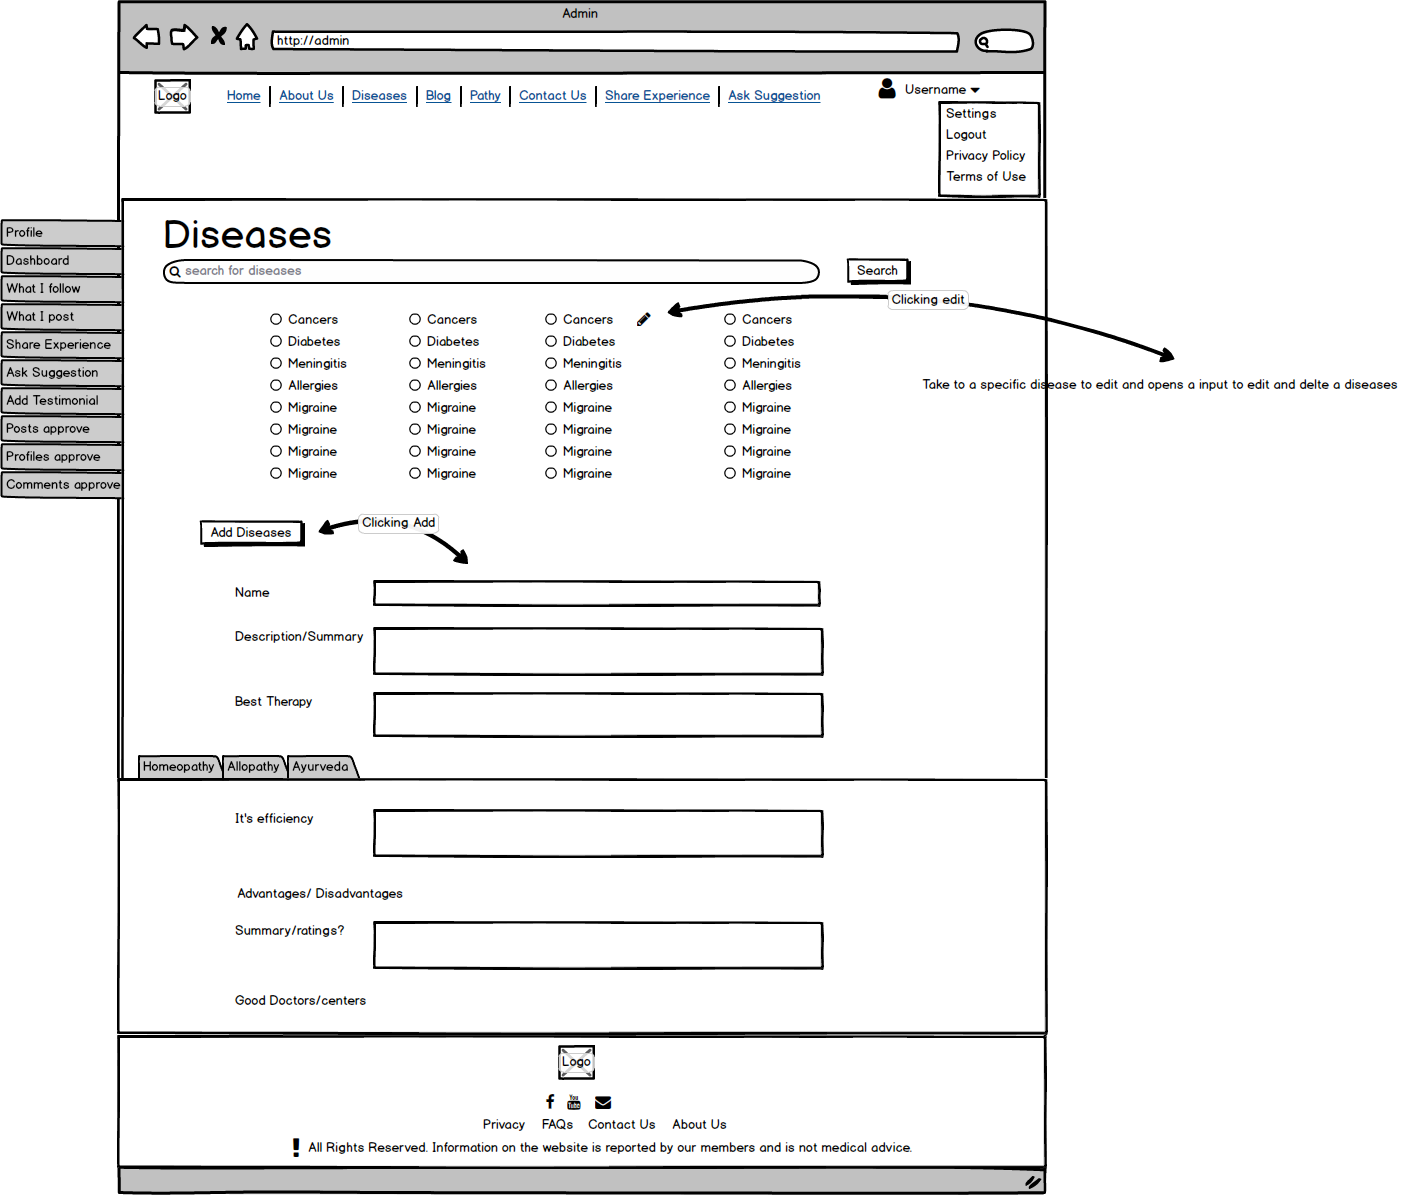 Admin
http://admin
Logo
Home About Us Diseases Blog Pathy Contact Us Share Experience Ask Suggestion
Username
Settings
Logout
Privacy Policy
Terms of Use
Profile
Dashboard
What I follow
What I post
Share Experience
Ask Suggestion
Add Testimonial
Posts approve
Profiles approve
Comments approve
Diseases
search for diseases
Search
Clicking edit
Cancers Cancers Cancers Cancers
Diabetes Diabetes Diabetes Diabetes
Meningitis Meningitis Meningitis Meningitis
Allergies Allergies Allergies Allergies
Migraine Migraine Migraine Migraine
Migraine Migraine Migraine Migraine
Migraine Migraine Migraine Migraine
Migraine Migraine Migraine Migraine
Take to a specific disease to edit and opens a input to edit and delte a diseases
Add Diseases
Clicking Add
Name
Description/Summary
Best Therapy
Homeopathy Allopathy Ayurveda
It's efficiency
Advantages/ Disadvantages
Summary/ratings?
Good Doctors/centers
Logo
You Tube
Privacy FAQs Contact Us About Us
! All Rights Reserved. Information on the website is reported by our members and is not medical advice.